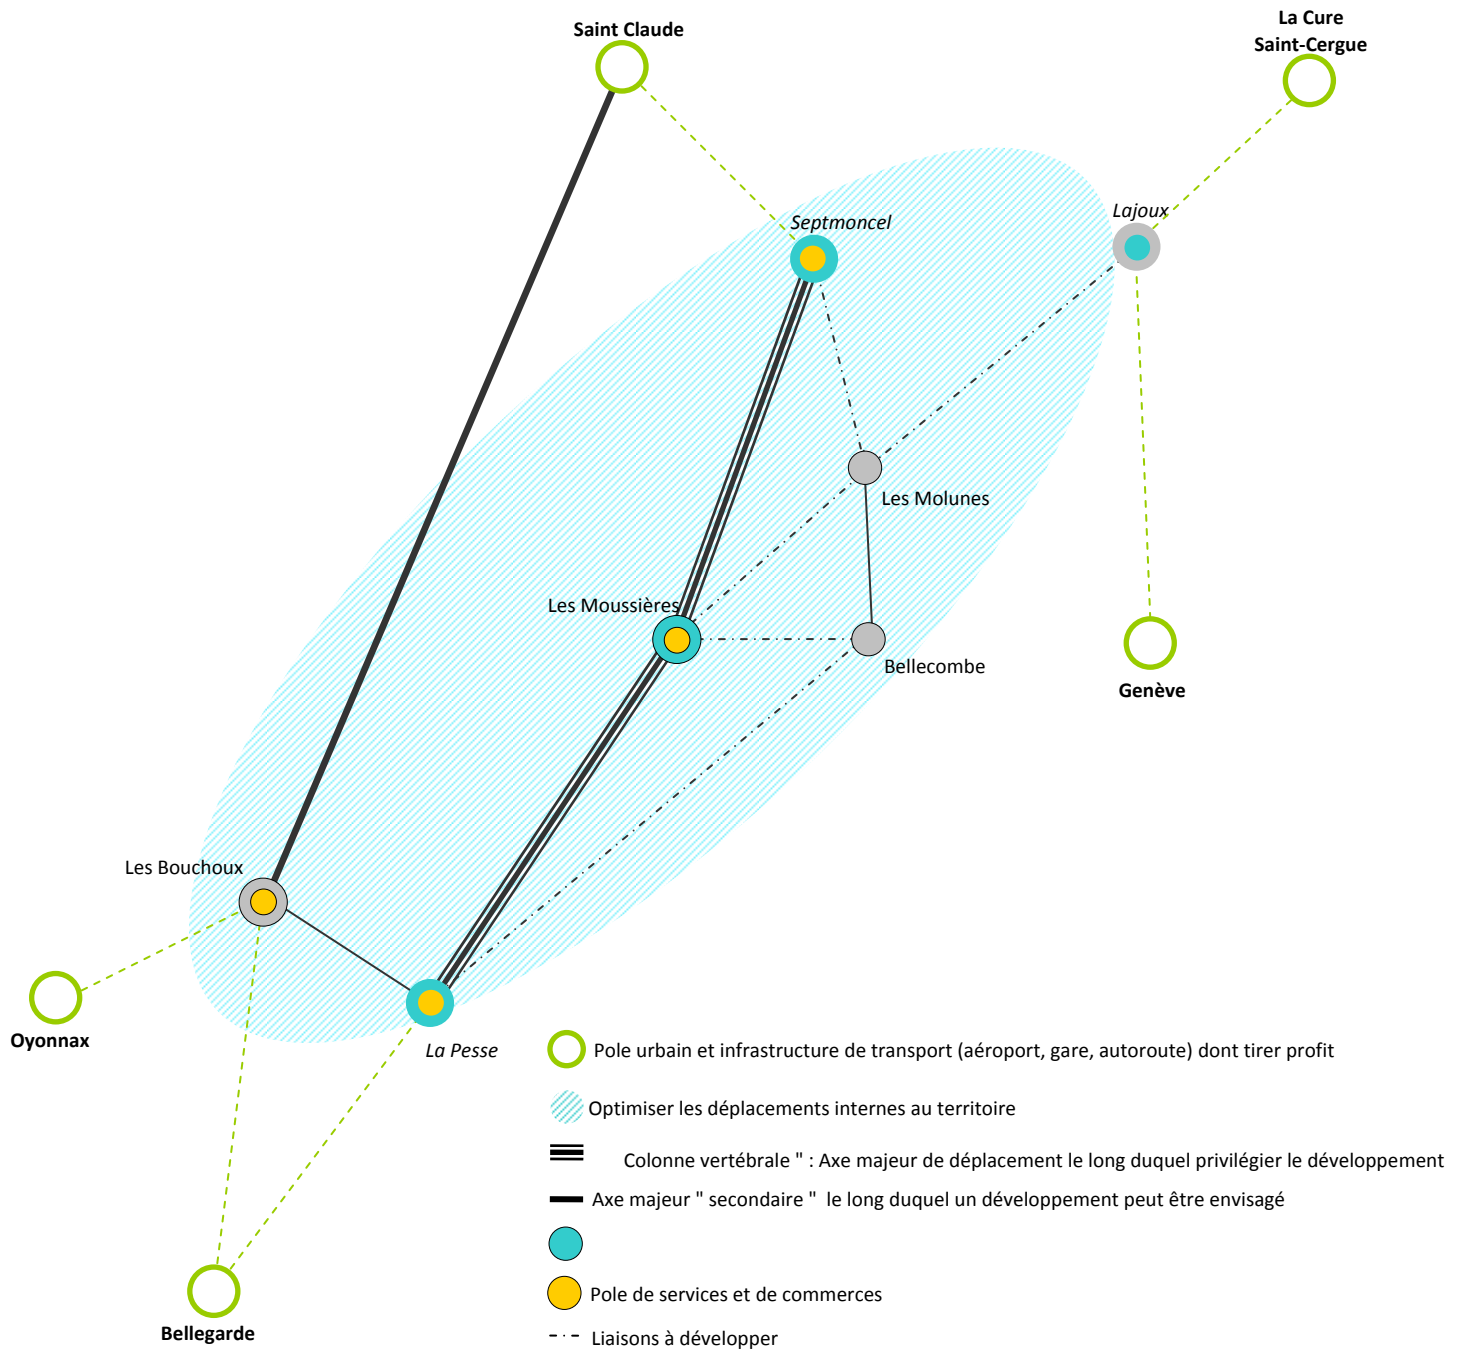 Saint Claude
La Cure
Saint-Cergue
Septmoncel
Lajoux
Les Molunes
Les Moussières
Bellecombe
Genève
Les Bouchoux
Oyonnax
La Pesse
Bellegarde
Pole urbain et infrastructure de transport (aéroport, gare, autoroute) dont tirer profit
Optimiser les déplacements internes au territoire
Colonne vertébrale " : Axe majeur de déplacement le long duquel privilégier le développement
Axe majeur " secondaire " le long duquel un développement peut être envisagé
Pole de services et de commerces
Liaisons à développer